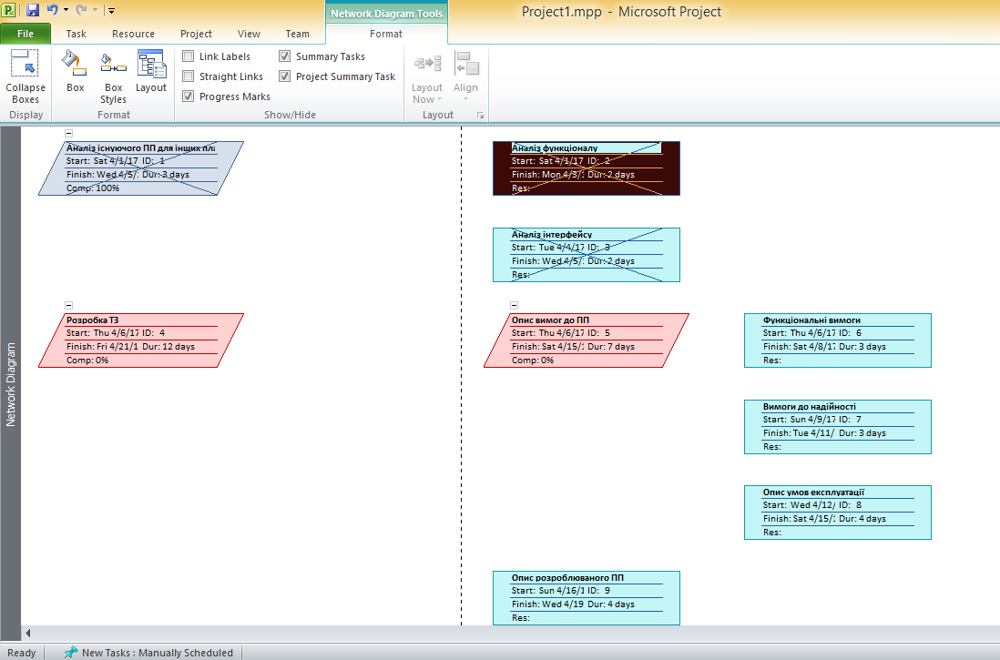 Network Diagram Tools
Project1.mpp - Microsoft Project
File Task Resource Project View Team Format
Collapse Boxes
Box
Box Styles
Layout
Link Labels
Straight Links
Progress Marks
Summary Tasks
Project Summary Task
Layout Now
Align
Display
Format
Show/Hide
Layout
Network Diagram
Аналіз існуючого ПП для інших пла
Start: Sat 4/1/17 ID: 1
Finish: Wed 4/5/: Dur: 3 days
Comp: 100%
Аналіз функціоналу
Start: Sat 4/1/17 ID: 2
Finish: Mon 4/3/: Dur: 2 days
Res:
Аналіз інтерфейсу
Start: Tue 4/4/17 ID: 3
Finish: Wed 4/5/: Dur: 2 days
Res:
Розробка ТЗ
Start: Thu 4/6/17 ID: 4
Finish: Fri 4/21/1 Dur: 12 days
Comp: 0%
Опис вимог до ПП
Start: Thu 4/6/17 ID: 5
Finish: Sat 4/15/: Dur: 7 days
Comp: 0%
Функціональні вимоги
Start: Thu 4/6/17 ID: 6
Finish: Sat 4/8/17 Dur: 3 days
Res:
Вимоги до надійності
Start: Sun 4/9/17 ID: 7
Finish: Tue 4/11/ Dur: 3 days
Res:
Опис умов експлуатації
Start: Wed 4/12/ ID: 8
Finish: Sat 4/15/: Dur: 4 days
Res:
Опис розроблюваного ПП
Start: Sun 4/16/1 ID: 9
Finish: Wed 4/19 Dur: 4 days
Res:
Ready
New Tasks : Manually Scheduled